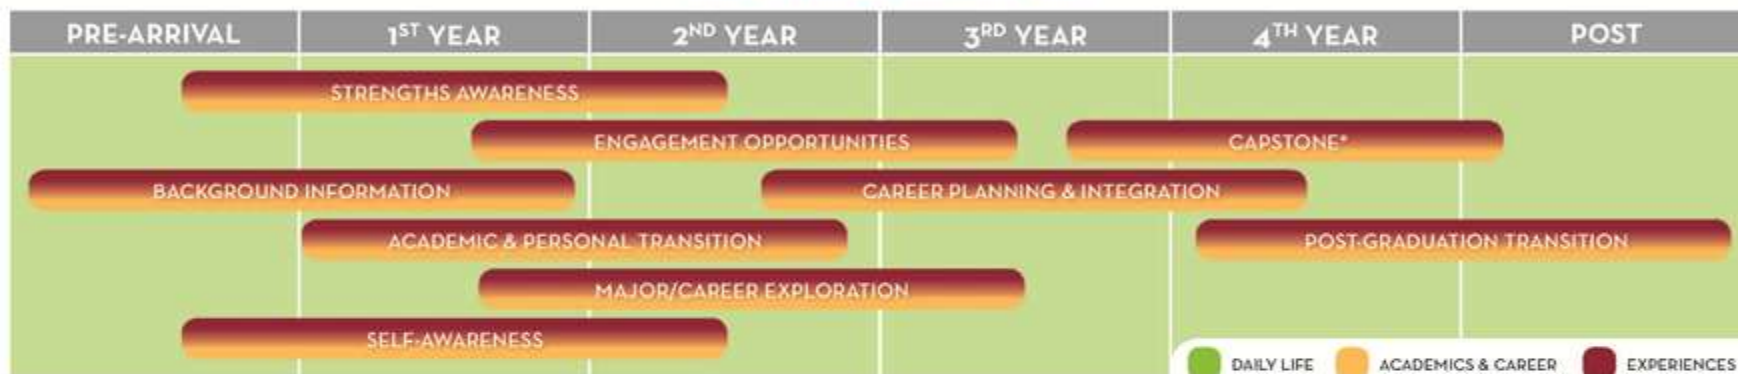 PRE-ARRIVAL 1ST YEAR 2ND YEAR 3RD YEAR 4TH YEAR POST
STRENGTHS AWARENESS
ENGAGEMENT OPPORTUNITIES CAPSTONE*
BACKGROUND INFORMATION CAREER PLANNING & INTEGRATION
ACADEMIC & PERSONAL TRANSITION POST-GRADUATION TRANSITION
MAJOR/CAREER EXPLORATION
SELF-AWARENESS
DAILY LIFE ACADEMICS & CAREER EXPERIENCES